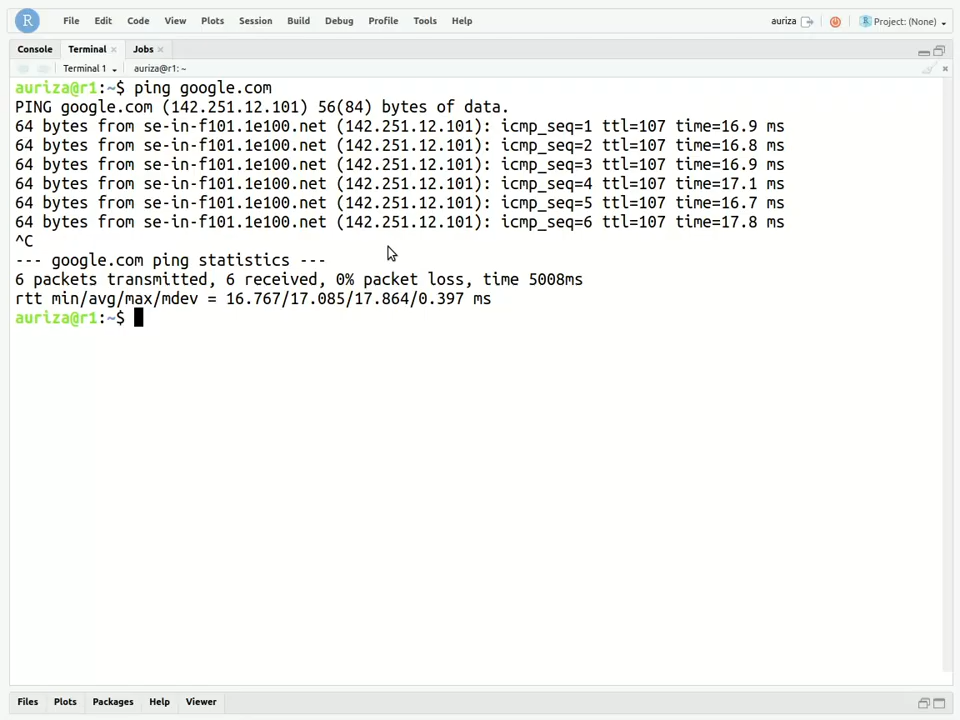 R File Edit Code View Plots Session Build Debug Profile Tools Help auriza R Project: (None)
Console Terminal Jobs
Terminal 1 auriza@r1: ~
auriza@r1:~$ ping google.com
PING google.com (142.251.12.101) 56(84) bytes of data.
64 bytes from se-in-f101.1e100.net (142.251.12.101): icmp_seq=1 ttl=107 time=16.9 ms
64 bytes from se-in-f101.1e100.net (142.251.12.101): icmp_seq=2 ttl=107 time=16.8 ms
64 bytes from se-in-f101.1e100.net (142.251.12.101): icmp_seq=3 ttl=107 time=16.9 ms
64 bytes from se-in-f101.1e100.net (142.251.12.101): icmp_seq=4 ttl=107 time=17.1 ms
64 bytes from se-in-f101.1e100.net (142.251.12.101): icmp_seq=5 ttl=107 time=16.7 ms
64 bytes from se-in-f101.1e100.net (142.251.12.101): icmp_seq=6 ttl=107 time=17.8 ms
^C
--- google.com ping statistics ---
6 packets transmitted, 6 received, 0% packet loss, time 5008ms
rtt min/avg/max/mdev = 16.767/17.085/17.864/0.397 ms
auriza@r1:~$
Files Plots Packages Help Viewer